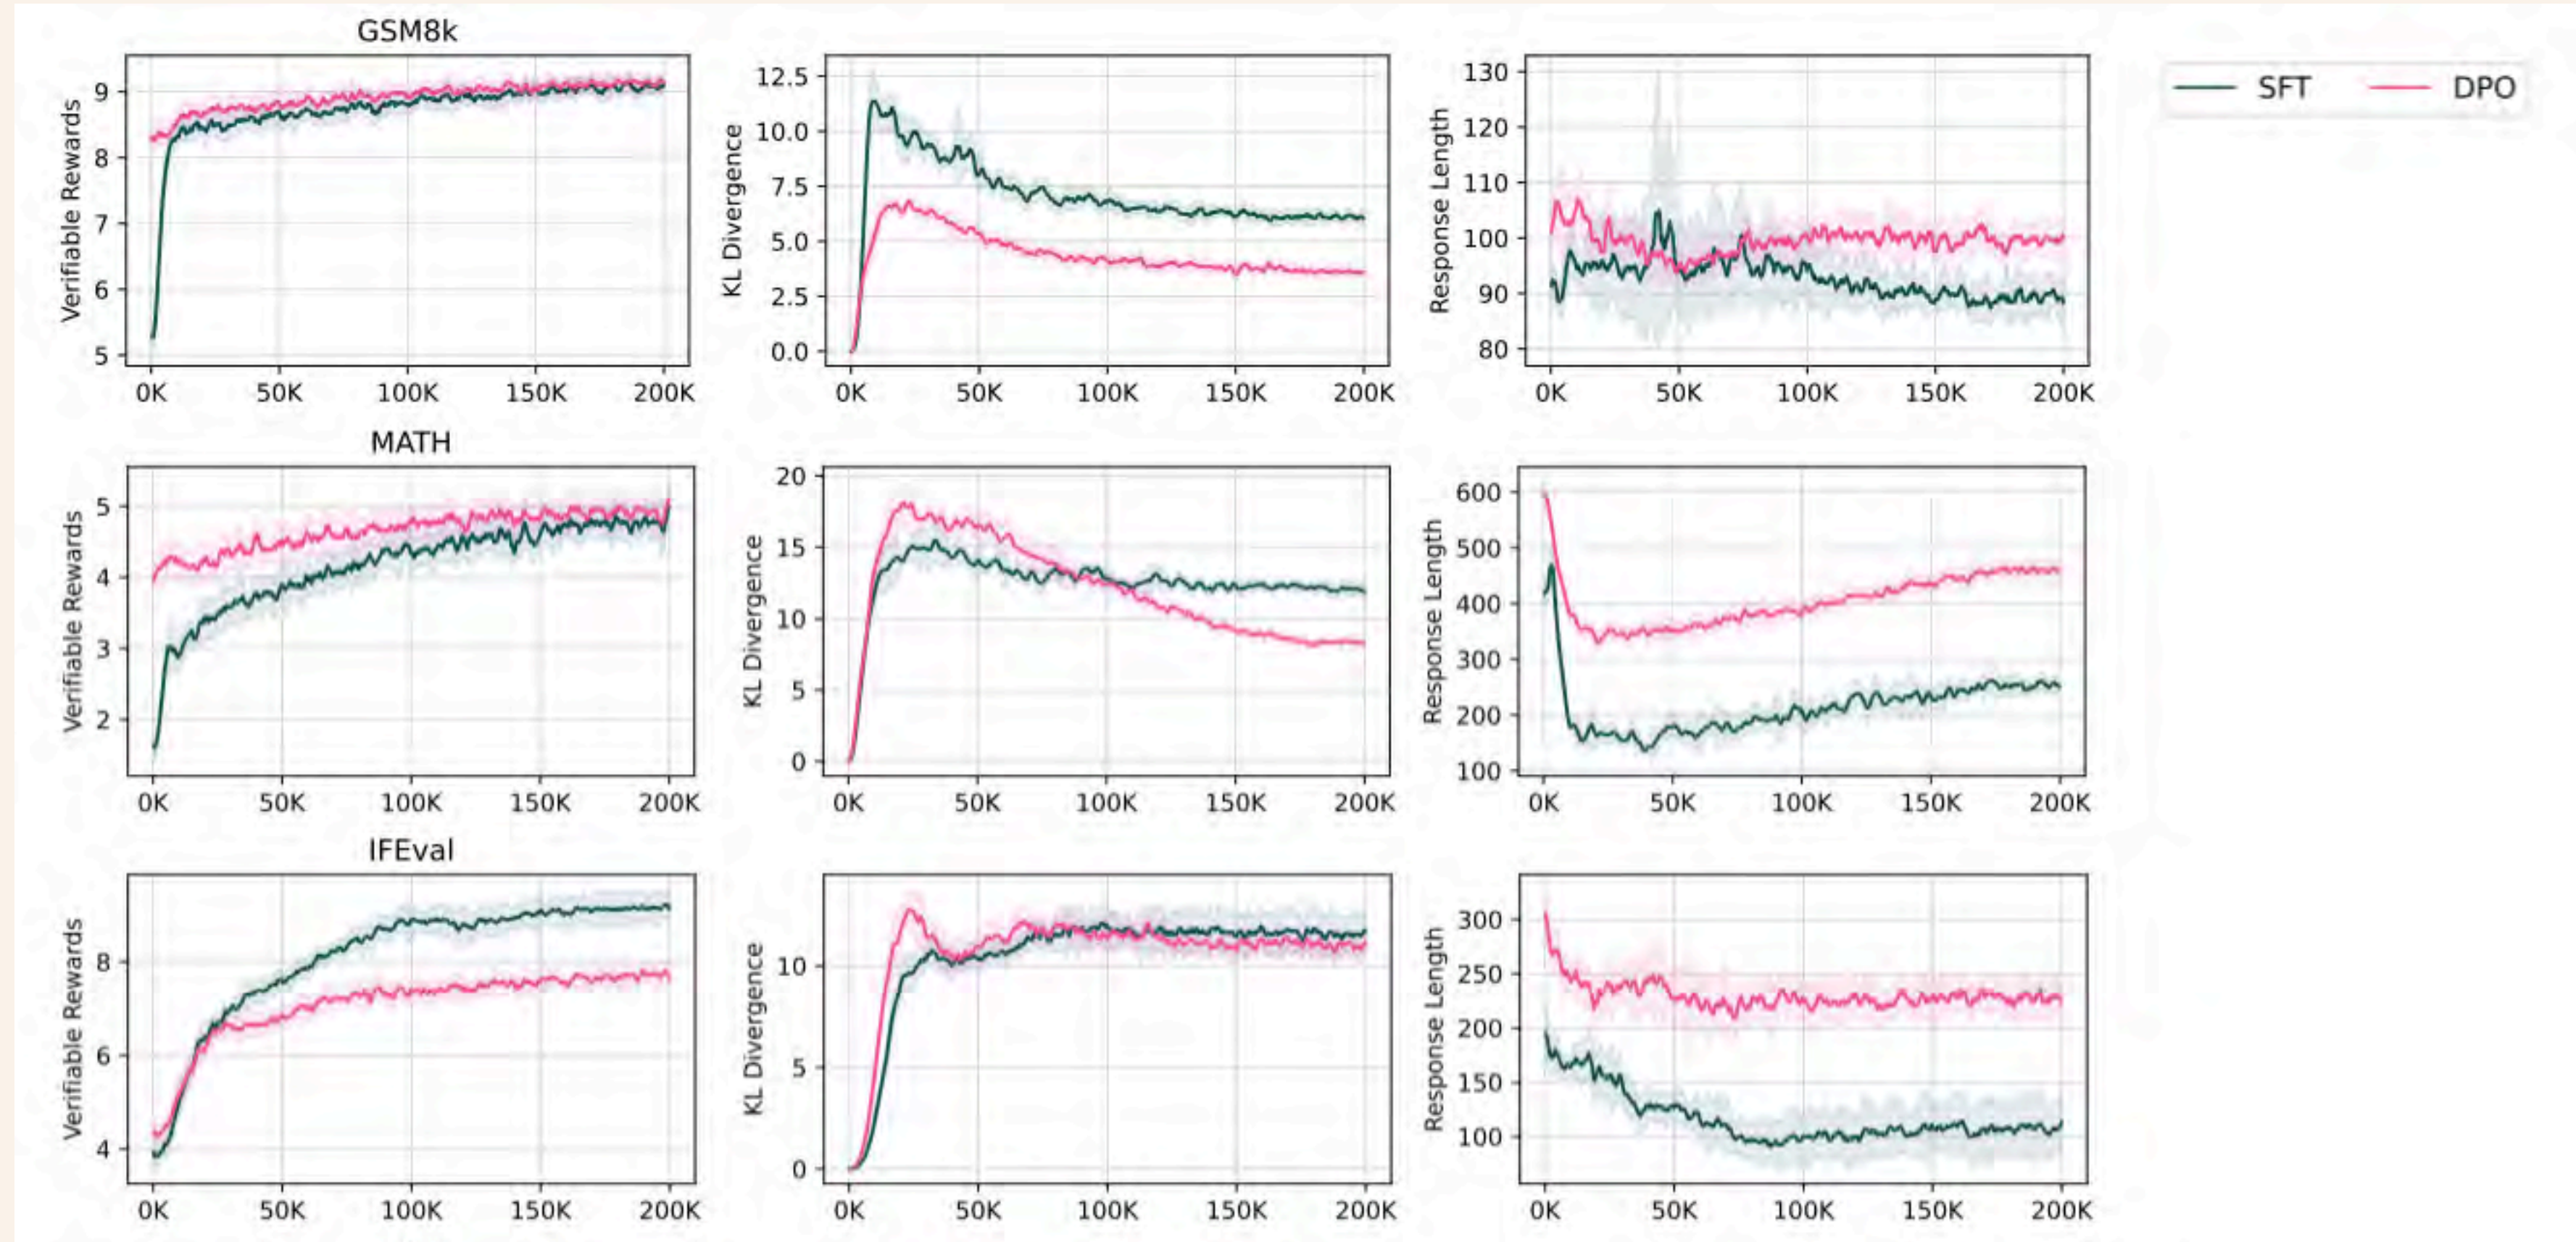 GSM8k
Verifiable Rewards
9
8
7
6
5
0K 50K 100K 150K 200K
KL Divergence
12.5
10.0
7.5
5.0
2.5
0.0
0K 50K 100K 150K 200K
Response Length
130
120
110
100
90
80
0K 50K 100K 150K 200K
SFT DPO
MATH
Verifiable Rewards
5
4
3
2
0K 50K 100K 150K 200K
KL Divergence
20
15
10
5
0
0K 50K 100K 150K 200K
Response Length
600
500
400
300
200
100
0K 50K 100K 150K 200K
IFEval
Verifiable Rewards
8
6
4
0K 50K 100K 150K 200K
KL Divergence
10
5
0
0K 50K 100K 150K 200K
Response Length
300
250
200
150
100
0K 50K 100K 150K 200K